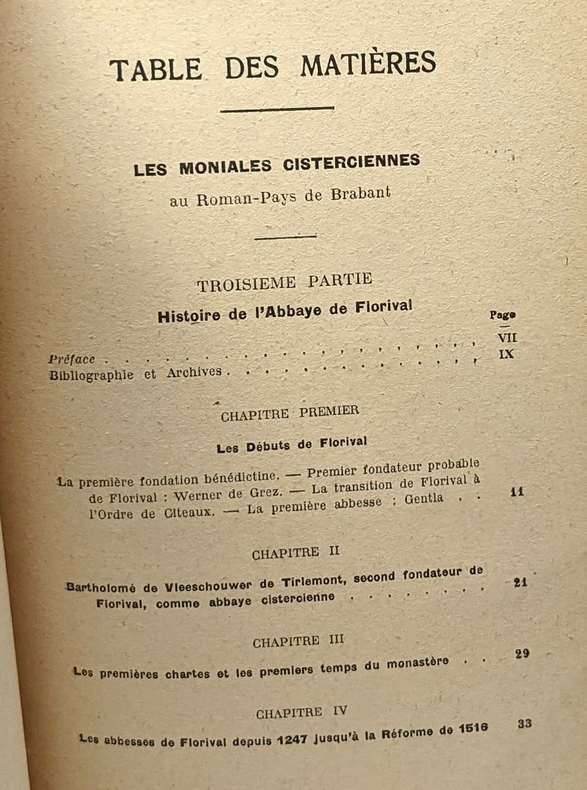 TABLE DES MATIÈRES
LES MONIALES CISTERCIENNES
au Roman-Pays de Brabant
TROISIEME PARTIE
Histoire de l'Abbaye de Florival
Page
Préface . . . . . . . . . . . . . . . . . . VII
Bibliographie et Archives . . . . . . . . . . . . IX
CHAPITRE PREMIER
Les Débuts de Florival
La première fondation bénédictine. — Premier fondateur probable
de Florival : Werner de Grez. — La transition de Florival à
l'Ordre de Cîteaux. — La première abbesse : Gentla . . 11
CHAPITRE II
Bartholomé de Vleeschouwer de Tirlemont, second fondateur de
Florival, comme abbaye cistercienne . . . . . . . . 21
CHAPITRE III
Les premières chartes et les premiers temps du monastère . . 29
CHAPITRE IV
Les abbesses de Florival depuis 1247 jusqu'à la Réforme de 1516 33